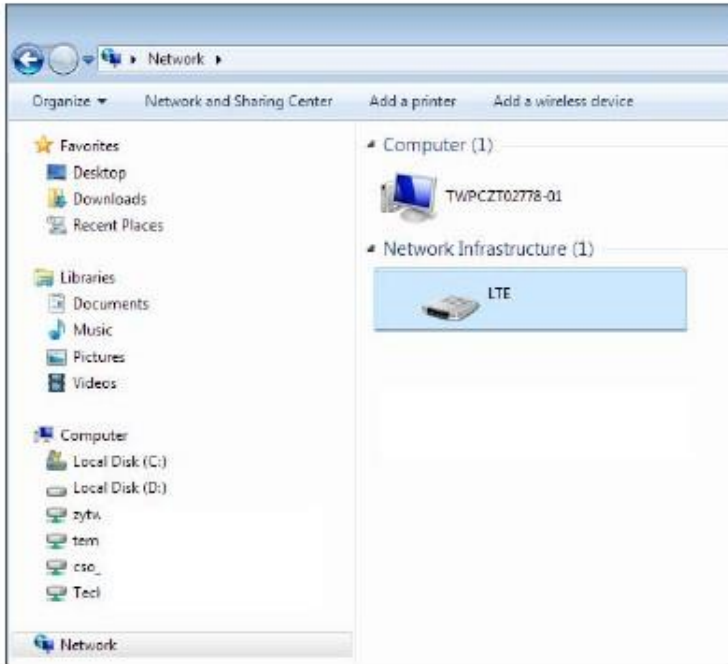 Network
Organize Network and Sharing Center Add a printer Add a wireless device
Favorites
Desktop
Downloads
Recent Places
Libraries
Documents
Music
Pictures
Videos
Computer
Local Disk (C:)
Local Disk (D:)
zytw
tem
cso_
Tecl
Network
Computer (1)
TWPCZT02778-01
Network Infrastructure (1)
LTE